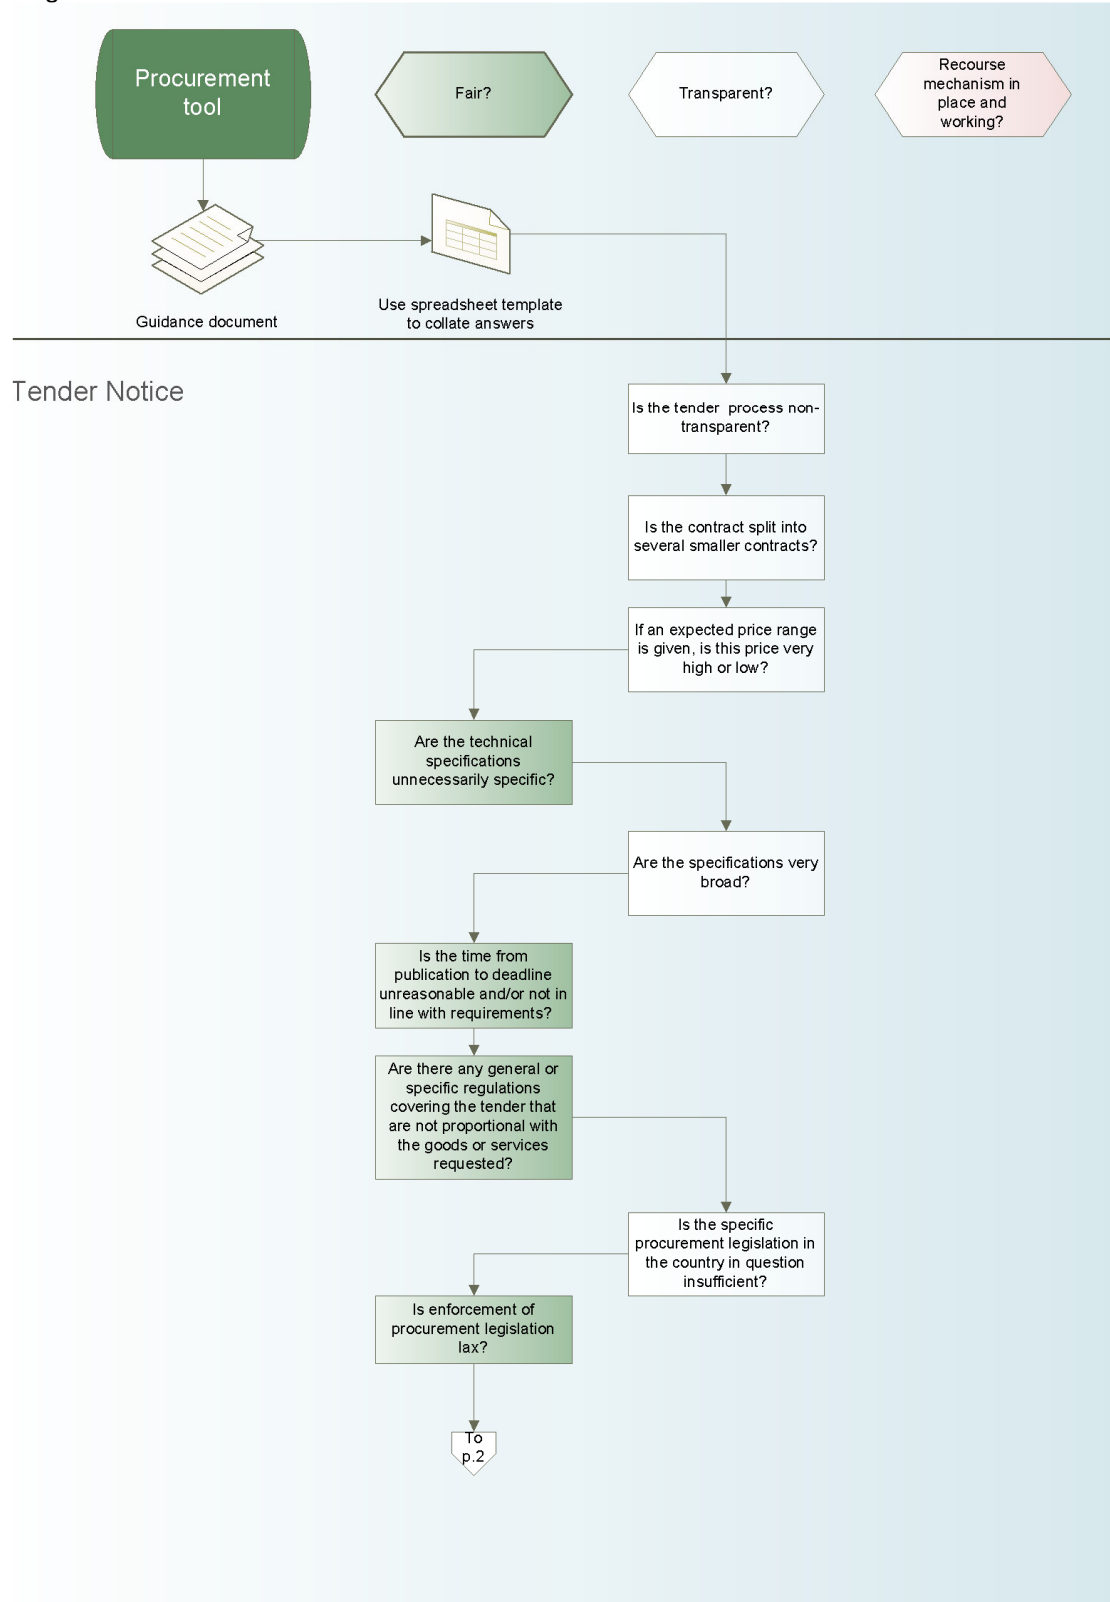 Procurement
tool
Fair?
Transparent?
Recourse
mechanism in
place and
working?
Guidance document
Use spreadsheet template
to collate answers
Tender Notice
Is the tender process non-
transparent?
Is the contract split into
several smaller contracts?
If an expected price range
is given, is this price very
high or low?
Are the technical
specifications
unnecessarily specific?
Are the specifications very
broad?
Is the time from
publication to deadline
unreasonable and/or not in
line with requirements?
Are there any general or
specific regulations
covering the tender that
are not proportional with
the goods or services
requested?
Is the specific
procurement legislation in
the country in question
insufficient?
Is enforcement of
procurement legislation
lax?
To
p.2